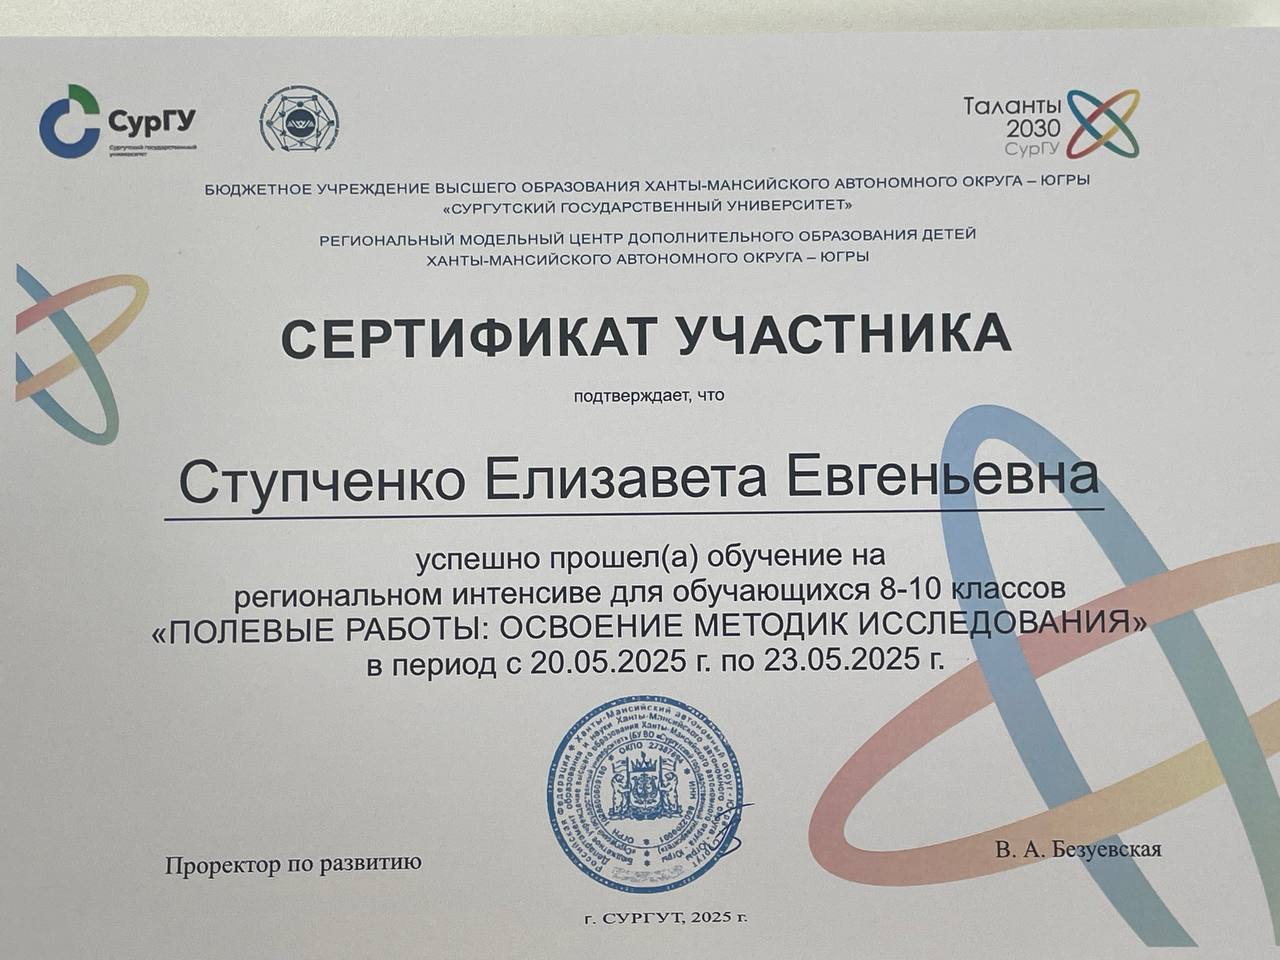 СурГУ
Сургутский государственный
университет
Таланты
2030
СурГУ
БЮДЖЕТНОЕ УЧРЕЖДЕНИЕ ВЫСШЕГО ОБРАЗОВАНИЯ ХАНТЫ-МАНСИЙСКОГО АВТОНОМНОГО ОКРУГА – ЮГРЫ
«СУРГУТСКИЙ ГОСУДАРСТВЕННЫЙ УНИВЕРСИТЕТ»
РЕГИОНАЛЬНЫЙ МОДЕЛЬНЫЙ ЦЕНТР ДОПОЛНИТЕЛЬНОГО ОБРАЗОВАНИЯ ДЕТЕЙ
ХАНТЫ-МАНСИЙСКОГО АВТОНОМНОГО ОКРУГА – ЮГРЫ
СЕРТИФИКАТ УЧАСТНИКА
подтверждает, что
Ступченко Елизавета Евгеньевна
успешно прошел(а) обучение на
региональном интенсиве для обучающихся 8-10 классов
«ПОЛЕВЫЕ РАБОТЫ: ОСВОЕНИЕ МЕТОДИК ИССЛЕДОВАНИЯ»
в период с 20.05.2025 г. по 23.05.2025 г.
Проректор по развитию
В. А. Безуевская
г. СУРГУТ, 2025 г.